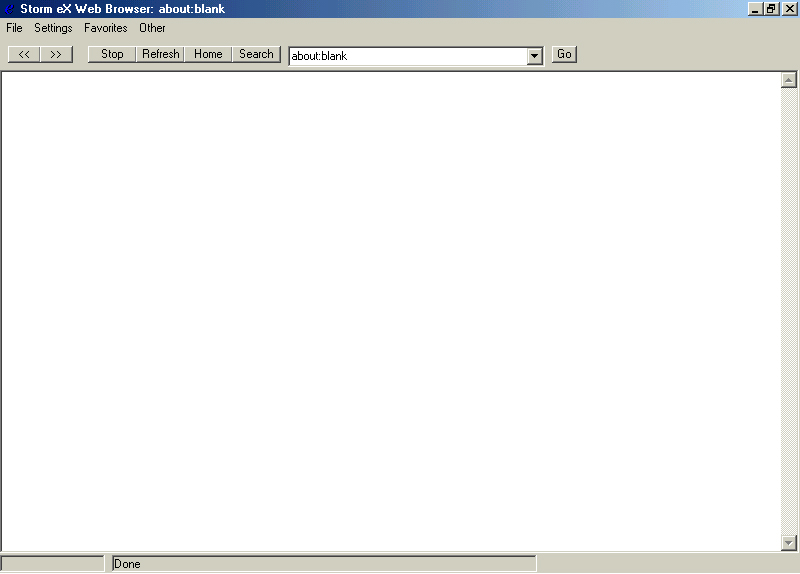 Storm eX Web Browser: about:blank
File Settings Favorites Other
<< >> Stop Refresh Home Search about:blank Go
Done